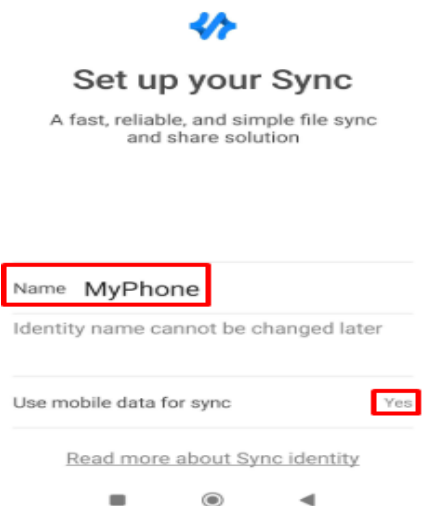 Set up your Sync
A fast, reliable, and simple file sync
and share solution
Name MyPhone
Identity name cannot be changed later
Use mobile data for sync Yes
Read more about Sync identity